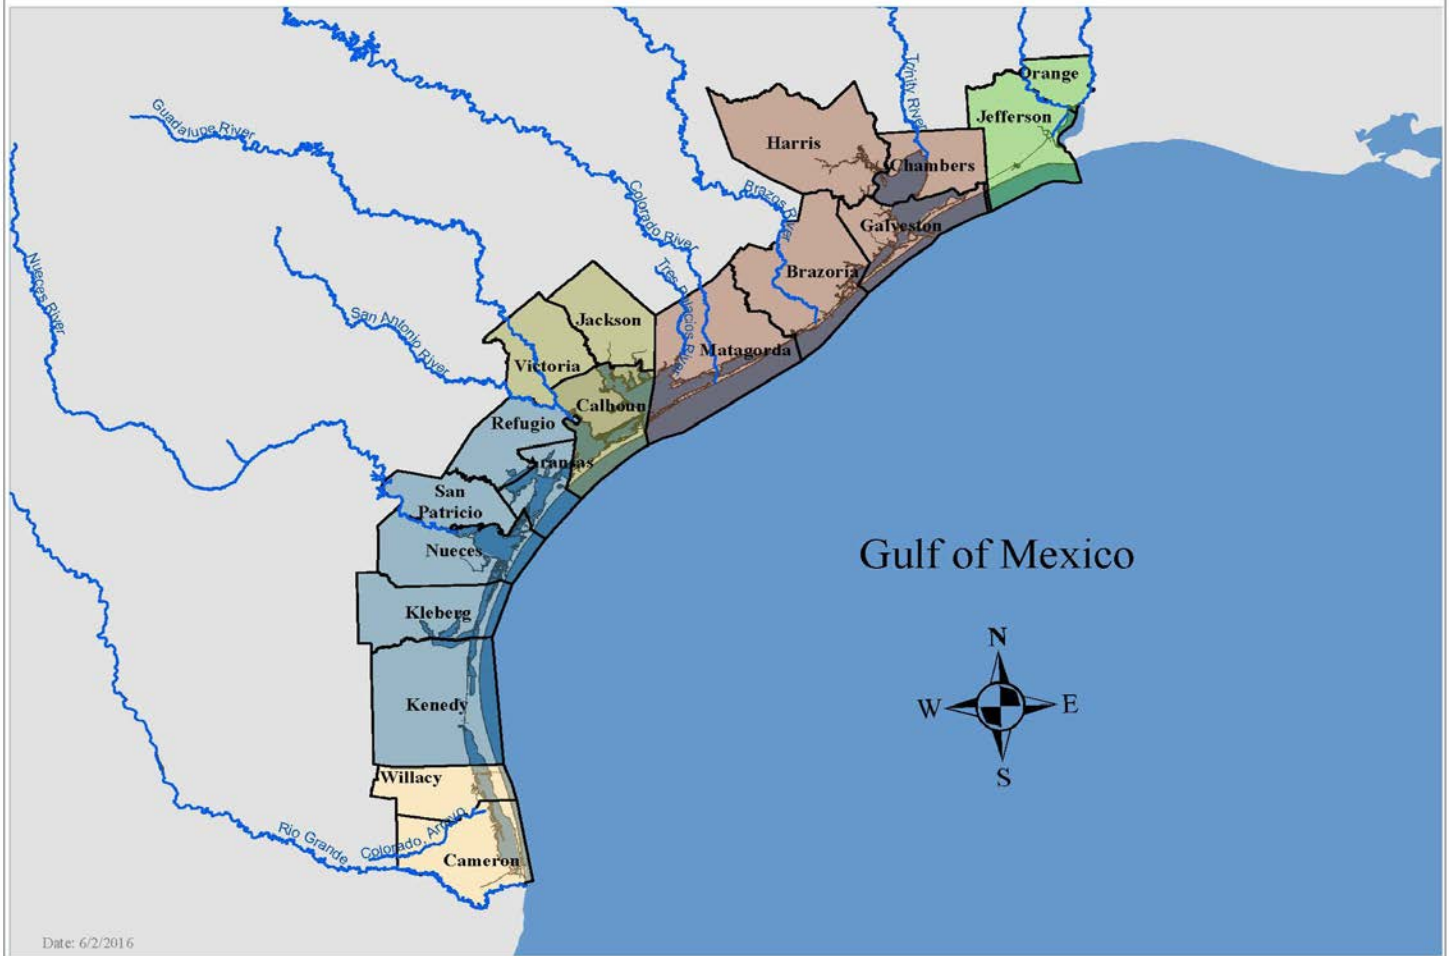 Orange
Jefferson
Trinity River
Harris
Chambers
Guadalupe River
Colorado River
Brazos River
Galveston
Brazoria
Nueces River
Tres Palacios River
San Antonio River
Jackson
Matagorda
Victoria
Calhoun
Refugio
Aransas
San
Patricio
Nueces
Gulf of Mexico
Kleberg
N
W
E
S
Kenedy
Willacy
Rio Grande
Colorado, Arroyo
Cameron
Date: 6/2/2016